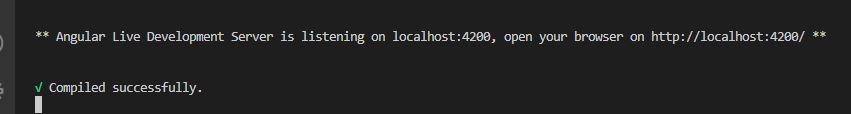 ** Angular Live Development Server is listening on localhost:4200, open your browser on http://localhost:4200/ **
√ Compiled successfully.